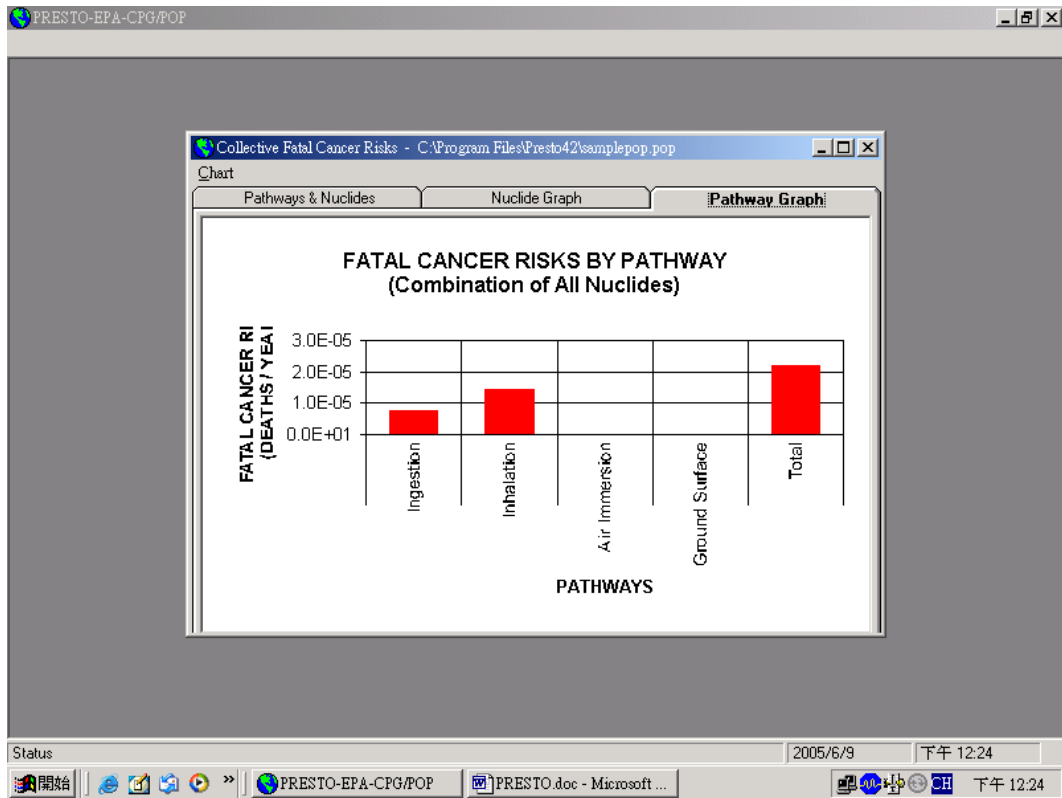 PRESTO-EPA-CPG/POP
Collective Fatal Cancer Risks - C:\Program Files\Presto42\samplepop.pop
Chart
Pathways & Nuclides
Nuclide Graph
Pathway Graph
FATAL CANCER RISKS BY PATHWAY
(Combination of All Nuclides)
FATAL CANCER RI
(DEATHS / YEAI
3.0E-05
2.0E-05
1.0E-05
0.0E+01
Ingestion
Inhalation
Air Immersion
Ground Surface
Total
PATHWAYS
Status
2005/6/9
下午 12:24
開始
»
PRESTO-EPA-CPG/POP
PRESTO.doc - Microsoft ...
CH
下午 12:24